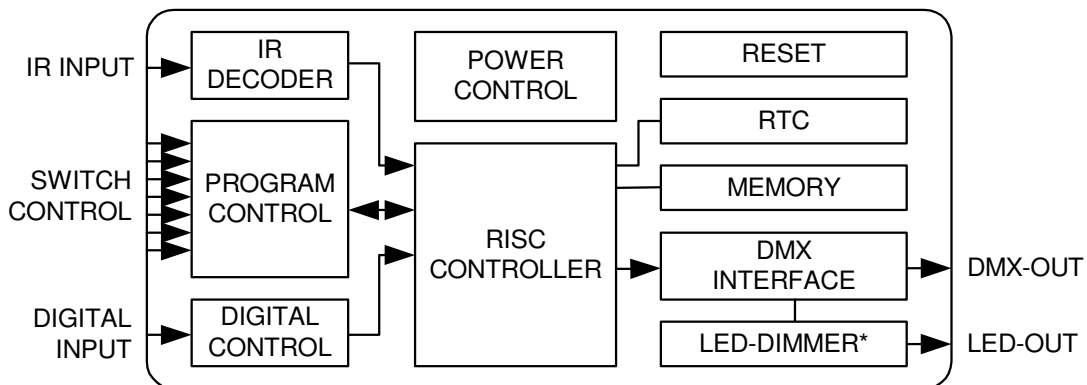 IR INPUT
IR
DECODER
POWER
CONTROL
RESET
RTC
SWITCH
CONTROL
PROGRAM
CONTROL
MEMORY
RISC
CONTROLLER
DMX
INTERFACE
DMX-OUT
DIGITAL
INPUT
DIGITAL
CONTROL
LED-DIMMER*
LED-OUT